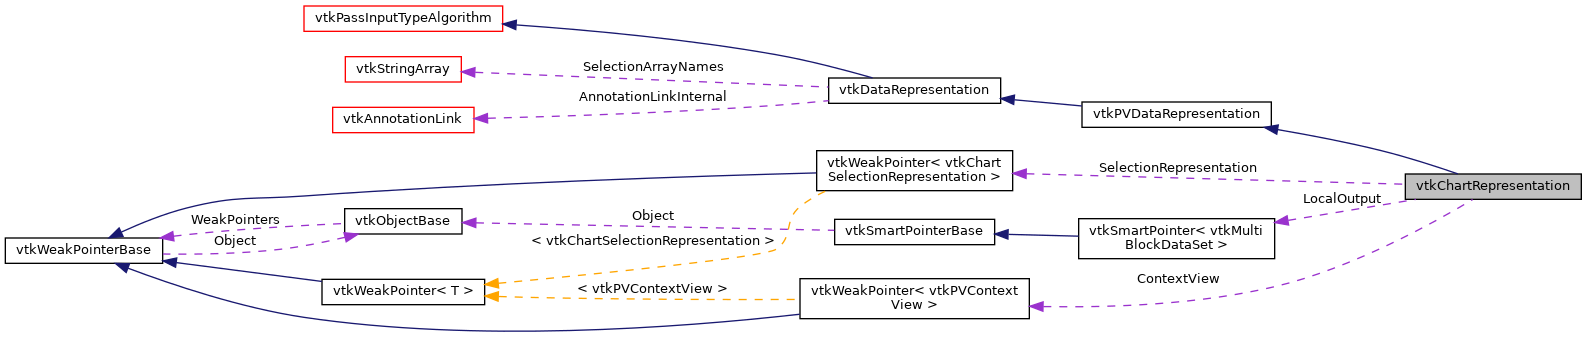 vtkPassInputTypeAlgorithm
vtkStringArray
SelectionArrayNames
vtkDataRepresentation
AnnotationLinkInternal
vtkAnnotationLink
vtkPVDataRepresentation
vtkWeakPointer< vtkChart
SelectionRepresentation >
SelectionRepresentation
vtkChartRepresentation
LocalOutput
WeakPointers
vtkObjectBase
Object
vtkSmartPointerBase
vtkSmartPointer< vtkMulti
BlockDataSet >
vtkWeakPointerBase
Object
< vtkChartSelectionRepresentation >
ContextView
vtkWeakPointer< T >
< vtkPVContextView >
vtkWeakPointer< vtkPVContext
View >